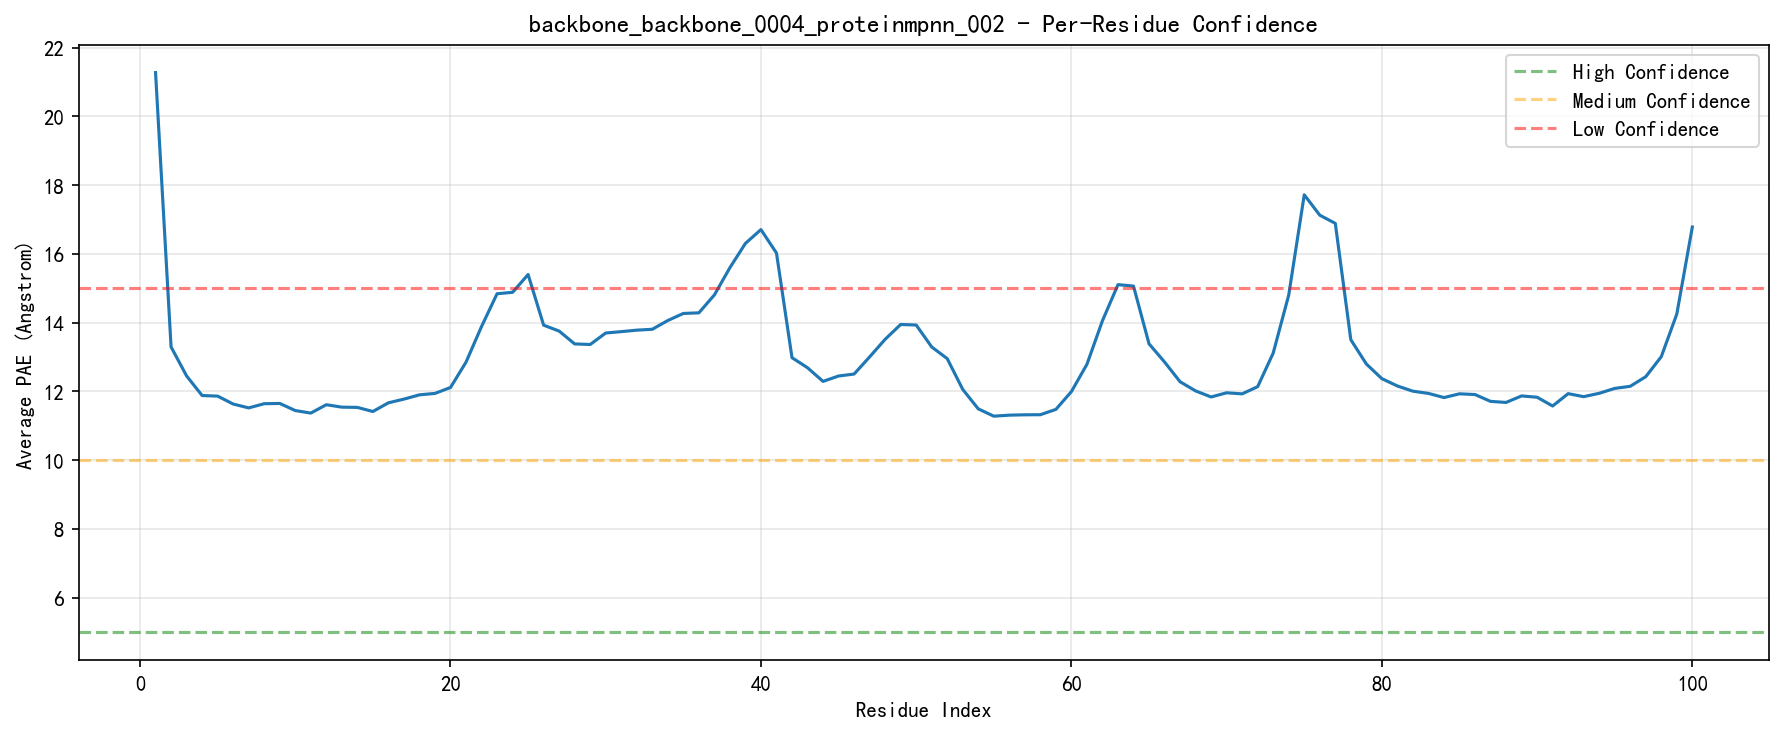 backbone_backbone_0004_proteinmpnn_002 - Per-Residue Confidence
22
20
18
16
14
12
10
8
6
Average PAE (Angstrom)
High Confidence
Medium Confidence
Low Confidence
0 20 40 60 80 100
Residue Index